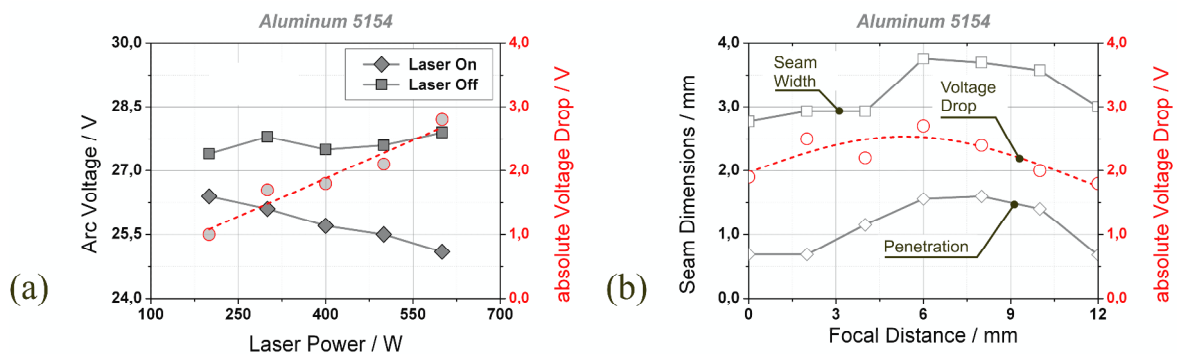 Aluminum 5154
30,0
28,5
27,0
25,5
24,0
Arc Voltage / V
Laser On
Laser Off
4,0
3,0
2,0
1,0
0,0
absolute Voltage Drop / V
100
250
400
550
700
Laser Power / W
(a)
Aluminum 5154
4,0
3,0
2,0
1,0
0,0
Seam Dimensions / mm
Seam
Width
Voltage
Drop
Penetration
4,0
3,0
2,0
1,0
0,0
absolute Voltage Drop / V
0
3
6
9
12
Focal Distance / mm
(b)